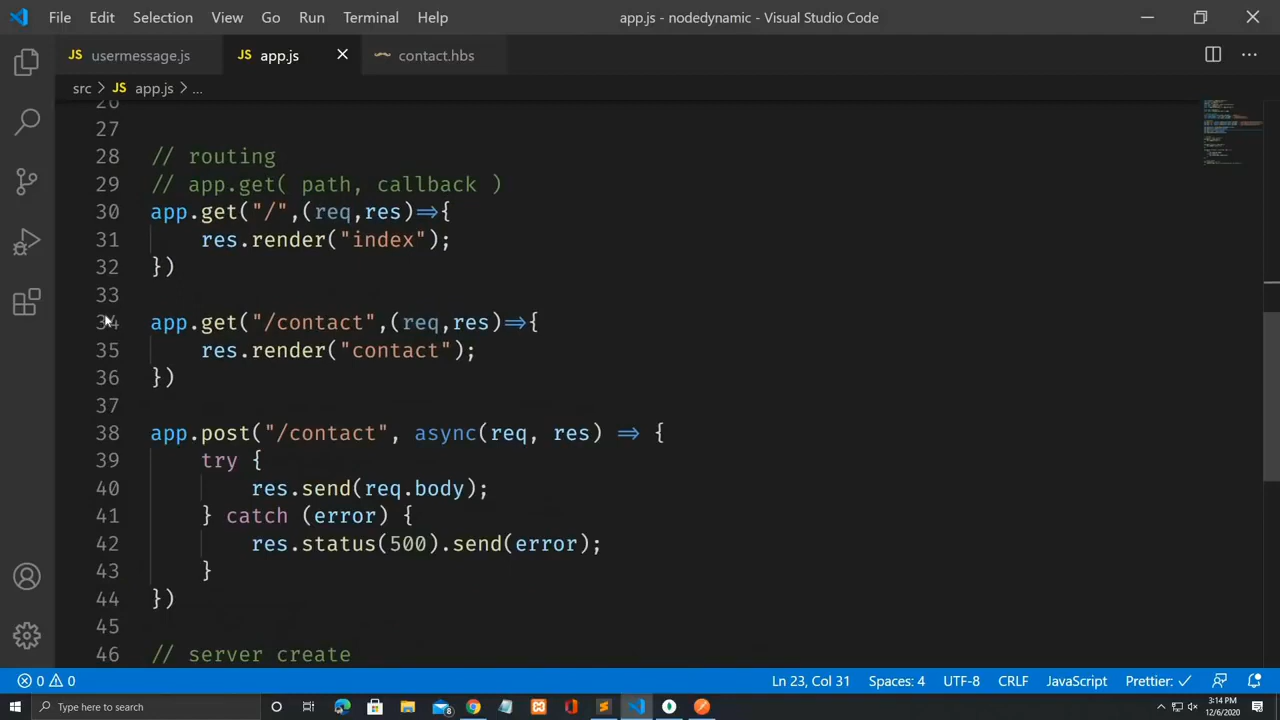 File Edit Selection View Go Run Terminal Help app.js - nodedynamic - Visual Studio Code
JS usermessage.js JS app.js contact.hbs
src > JS app.js > ...
26
27
28 // routing
29 // app.get( path, callback )
30 app.get("/",(req,res)=>{
31 res.render("index");
32 })
33
34 app.get("/contact",(req,res)=>{
35 res.render("contact");
36 })
37
38 app.post("/contact", async(req, res) => {
39 try {
40 res.send(req.body);
41 } catch (error) {
42 res.status(500).send(error);
43 }
44 })
45
46 // server create
0 0 Ln 23, Col 31 Spaces: 4 UTF-8 CRLF JavaScript Prettier: ✓
Type here to search 8 3:14 PM
12/6/2020